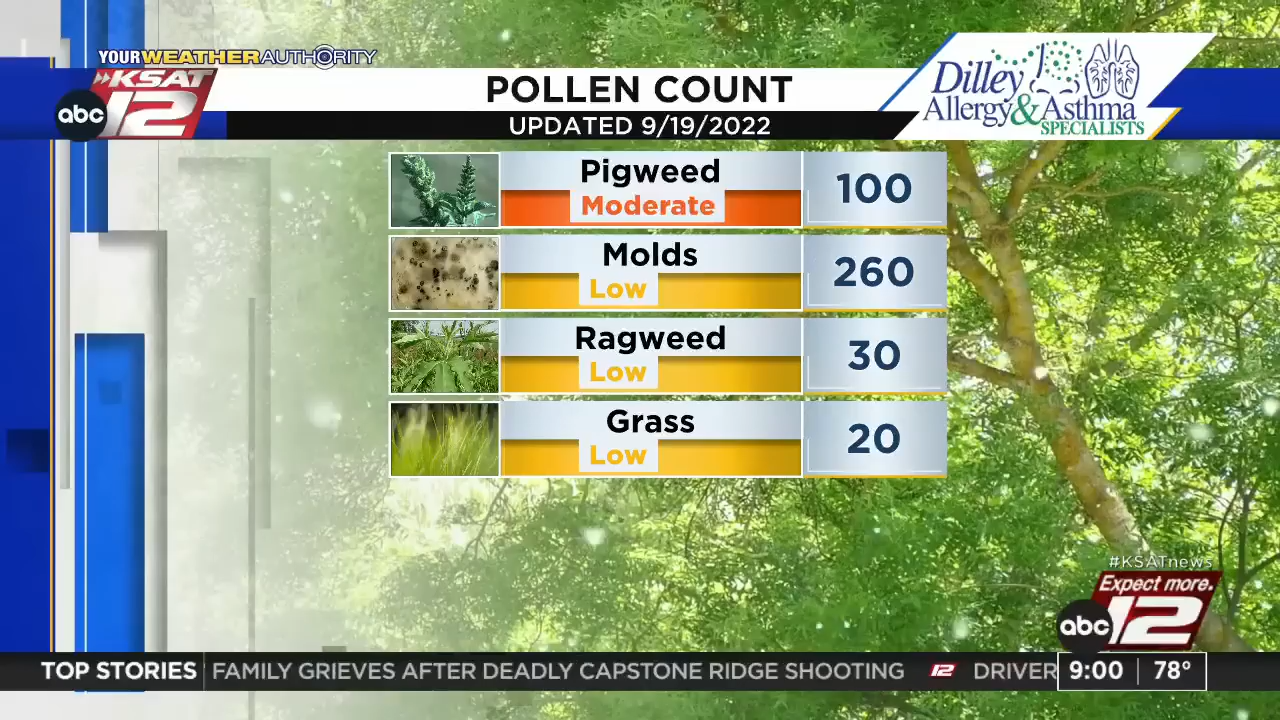 YOUR WEATHER AUTHORITY
KSAT
abc 12
POLLEN COUNT
UPDATED 9/19/2022
Dilley
Allergy & Asthma
SPECIALISTS
Pigweed
Moderate
100
Molds
Low
260
Ragweed
Low
30
Grass
Low
20
#KSATnews
Expect more.
abc 12
TOP STORIES FAMILY GRIEVES AFTER DEADLY CAPSTONE RIDGE SHOOTING 12 DRIVER 9:00 78°